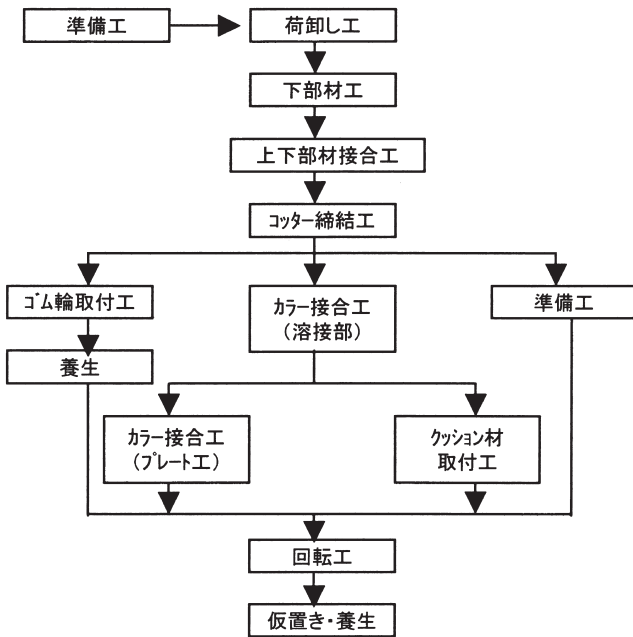 準備工
荷卸し工
下部材工
上下部材接合工
コッター締結工
ゴム輪取付工
カラー接合工
(溶接部)
準備工
養生
カラー接合工
(プレート工)
クッション材
取付工
回転工
仮置き・養生